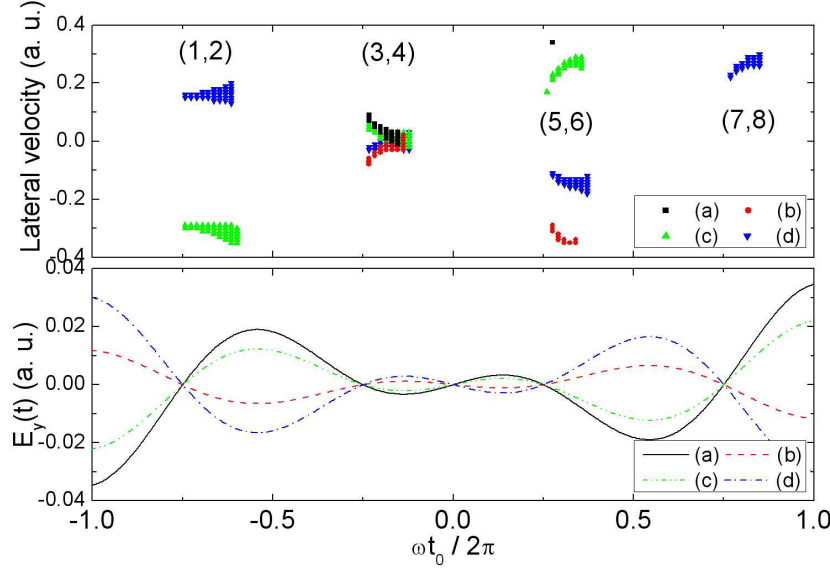 0.4
(1,2)
(3,4)
0.2
(7,8)
0.0
(5,6)
-0.2
(a) (b)
(c) (d)
-0.4
Lateral velocity (a. u.)
0.04
0.02
0.00
-0.02
(a) (b)
(c) (d)
-0.04
E_y(t) (a. u.)
-1.0 -0.5 0.0 0.5 1.0
ωt_0 / 2π